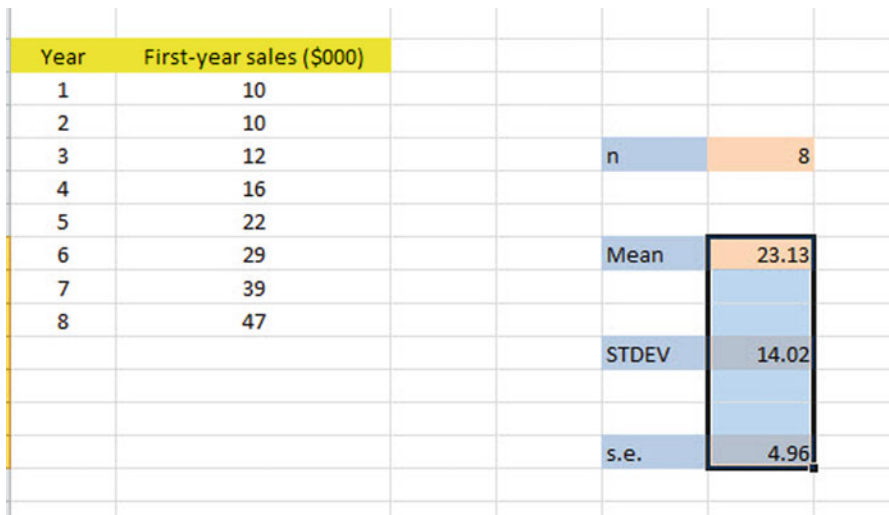 Year First-year sales ($000)
1 10
2 10
3 12 n 8
4 16
5 22
6 29 Mean 23.13
7 39
8 47
STDEV 14.02
s.e. 4.96